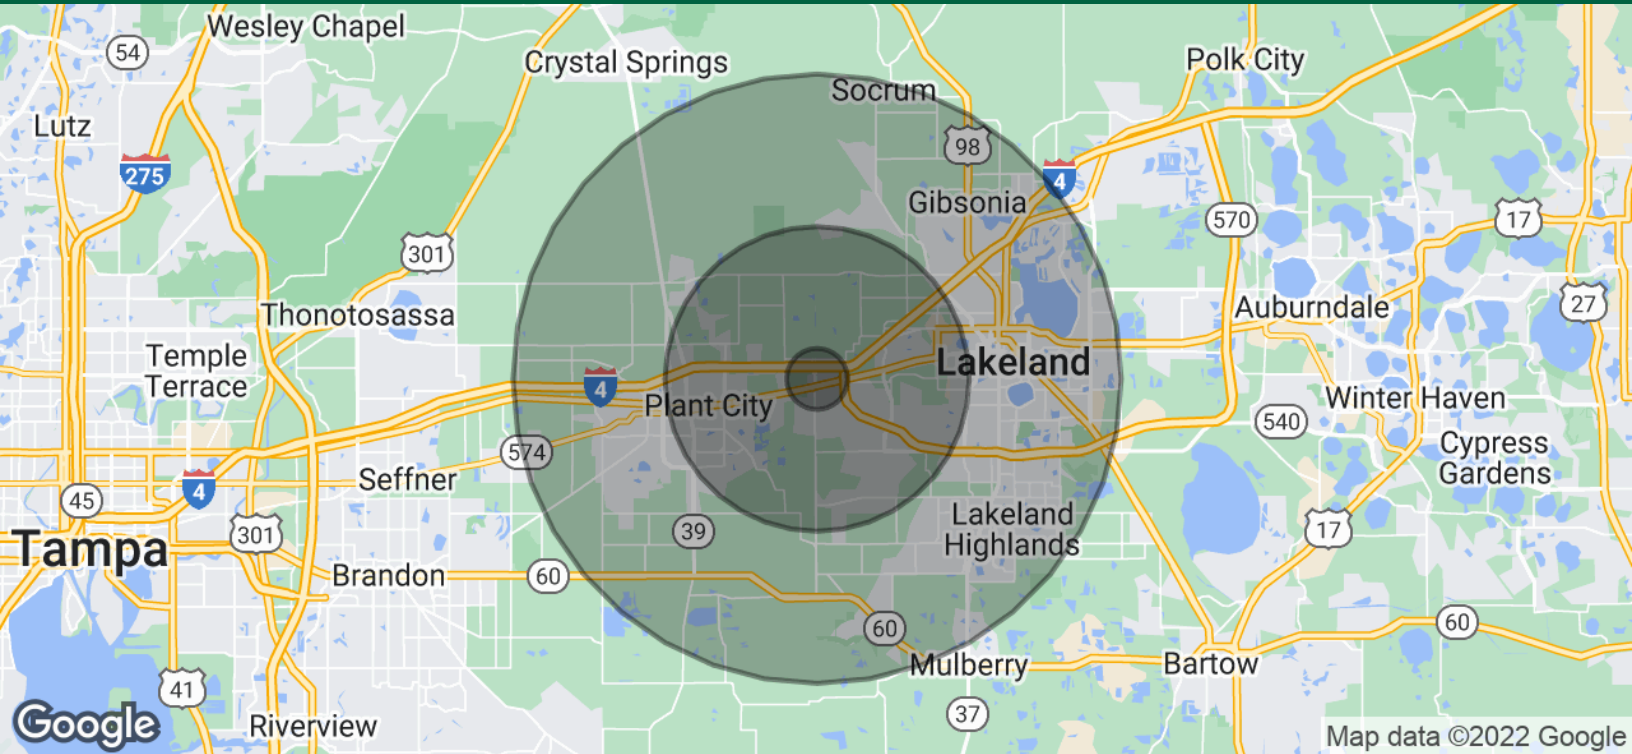 Wesley Chapel
54
Crystal Springs
Polk City
Socrum
Lutz
98
275
4
Gibsonia
570
17
301
Auburndale
27
Thonotosassa
Temple
Terrace
Lakeland
4
Plant City
Winter Haven
540
Cypress
Gardens
574
Seffner
4
45
Lakeland
Highlands
39
17
301
Tampa
Brandon
60
60
60
Mulberry
Bartow
41
37
Google
Riverview
Map data ©2022 Google